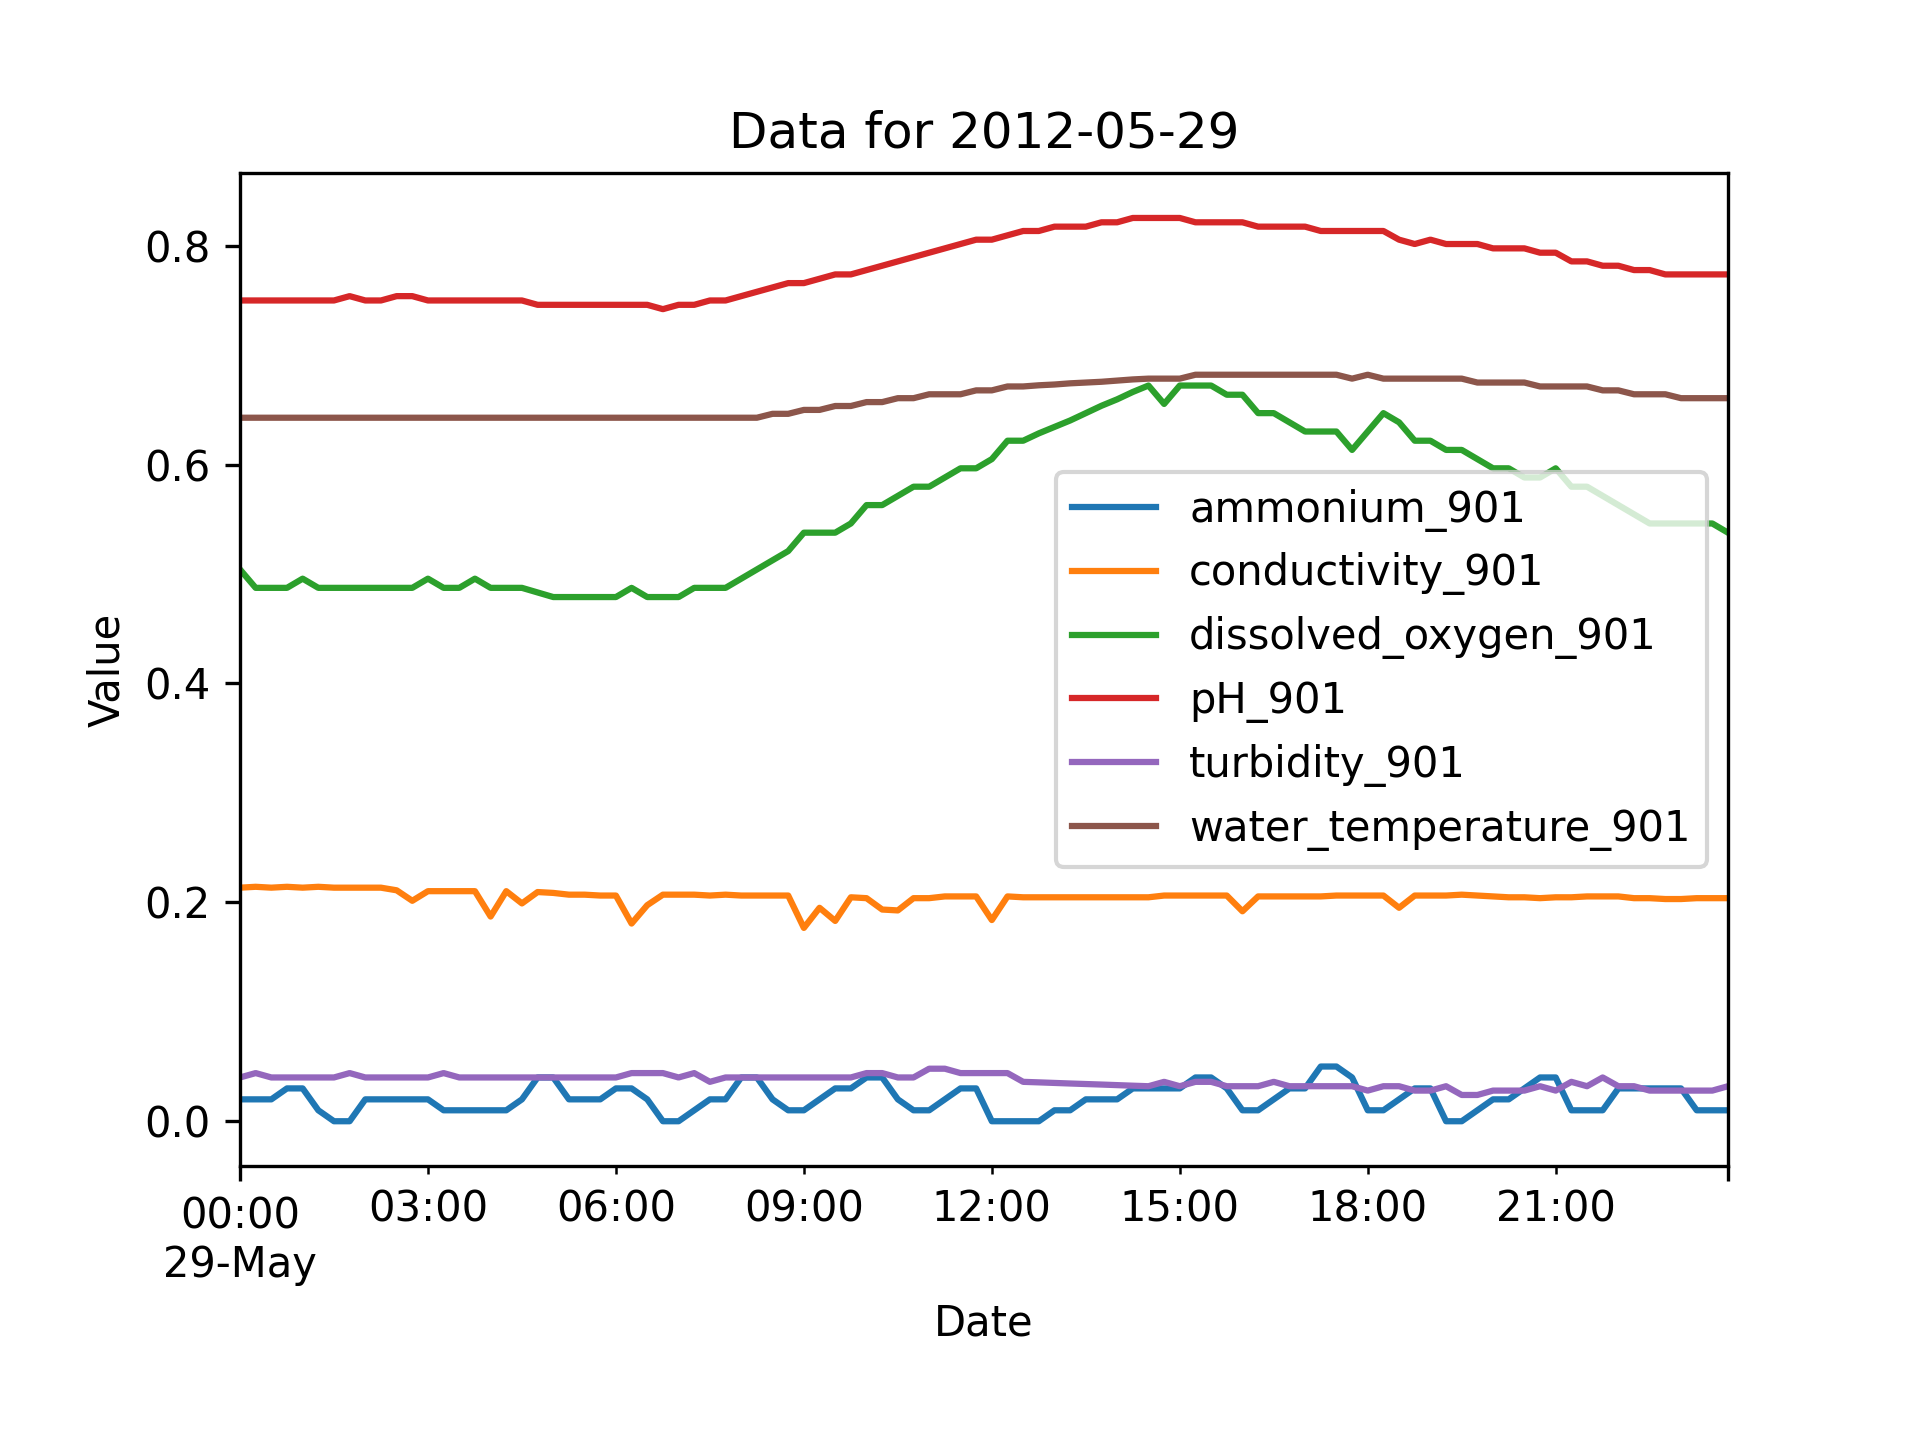 Data for 2012-05-29
Value
0.8
0.6
0.4
0.2
0.0
ammonium_901
conductivity_901
dissolved_oxygen_901
pH_901
turbidity_901
water_temperature_901
00:00 03:00 06:00 09:00 12:00 15:00 18:00 21:00
29-May
Date